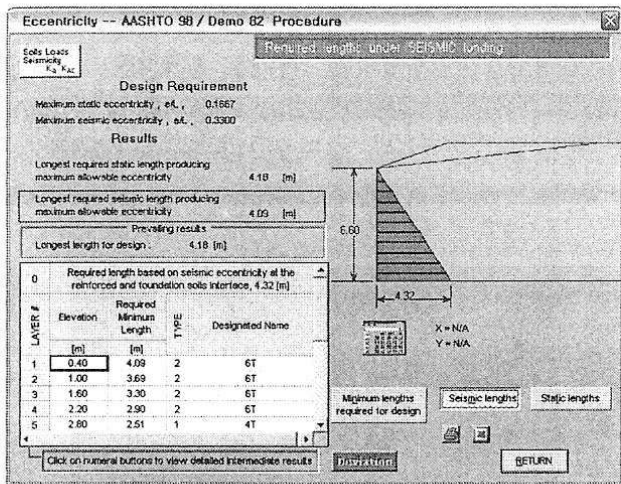 Eccentricity -- AASHTO 98 / Demo 82 Procedure
Soils Loads
Seismicity
Required lengths under SEISMIC loading
Design Requirement
Maximum static eccentricity , e/L , 0.1667
Maximum seismic eccentricity , e/L , 0.3300
Results
Longest required static length producing
maximum allowable eccentricity 4.18 [m]
Longest required seismic length producing
maximum allowable eccentricity 4.09 [m]
Prevailing results
Longest length for design : 4.18 [m]
6.60
4.32
0 Required length based on seismic eccentricity at the
reinforced and foundation soils interface, 4.32 [m]
LAYER # Elevation [m] Required Minimum Length [m] TYPE Designated Name
1 0.40 4.09 2 6T
2 1.00 3.69 2 6T
3 1.60 3.30 2 6T
4 2.20 2.90 2 6T
5 2.80 2.51 1 4T
X = N/A
Y = N/A
Minimum lengths
required for design
Seismic lengths
Static lengths
Click on numeral buttons to view detailed intermediate results
Notation
RETURN